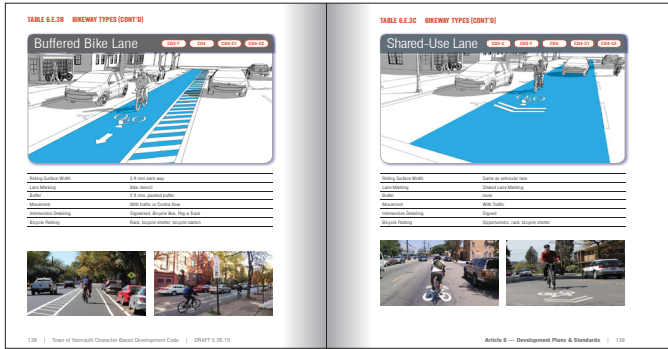 TABLE 6.E.3B BIKEWAY TYPES (CONT'D)
Buffered Bike Lane CD3-T CD4 CD4-C1 CD4-C2
Riding Surface Width 5 ft min each way
Lane Marking Bike stencil
Buffer 2 ft min. painted buffer
Movement With traffic or Contra-flow
Intersection Detailing Signalized, Bicycle Box, Peg-a-Track
Bicycle Parking Rack, bicycle shelter, bicycle station
138 | Town of Yarmouth Character Based Development Code | DRAFT 5.28.15
TABLE 6.E.3C BIKEWAY TYPES (CONT'D)
Shared-Use Lane CD3-T CD4 CD4-C1 CD4-C2
Riding Surface Width Same as vehicular lane
Lane Marking Shared Lane Marking
Buffer none
Movement With Traffic
Intersection Detailing Signed
Bicycle Parking Opportunistic, rack, bicycle shelter
Article 6 — Development Plans & Standards | 139